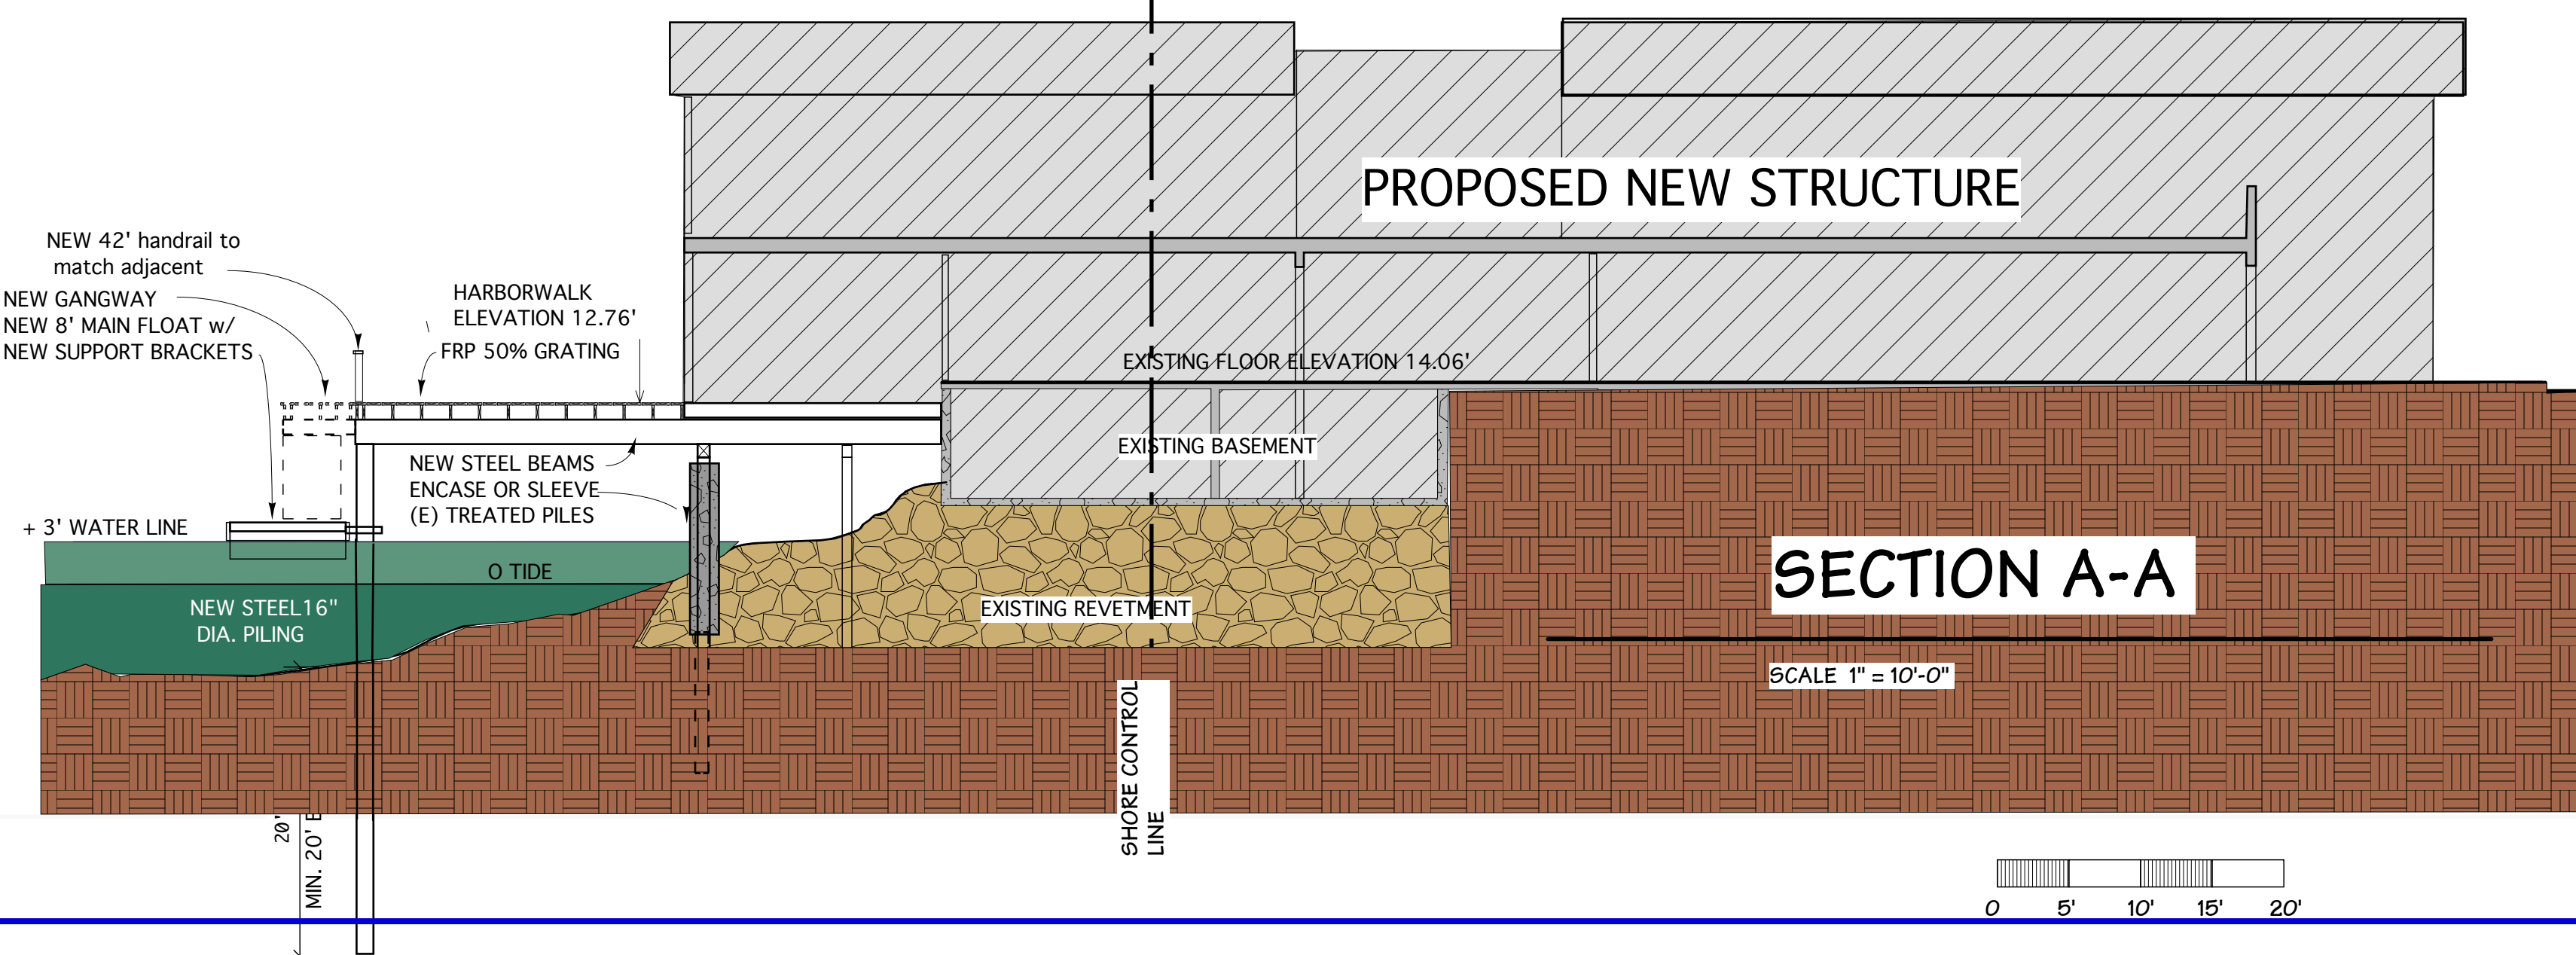 PROPOSED NEW STRUCTURE
NEW 42' handrail to
match adjacent
NEW GANGWAY
NEW 8' MAIN FLOAT w/
NEW SUPPORT BRACKETS
HARBORWALK
ELEVATION 12.76'
FRP 50% GRATING
EXISTING FLOOR ELEVATION 14.06'
EXISTING BASEMENT
NEW STEEL BEAMS
ENCASE OR SLEEVE
(E) TREATED PILES
+ 3' WATER LINE
O TIDE
NEW STEEL16"
DIA. PILING
EXISTING REVETMENT
SECTION A-A
SCALE 1" = 10'-0"
SHORE CONTROL
LINE
20'
MIN. 20'
0 5' 10' 15' 20'